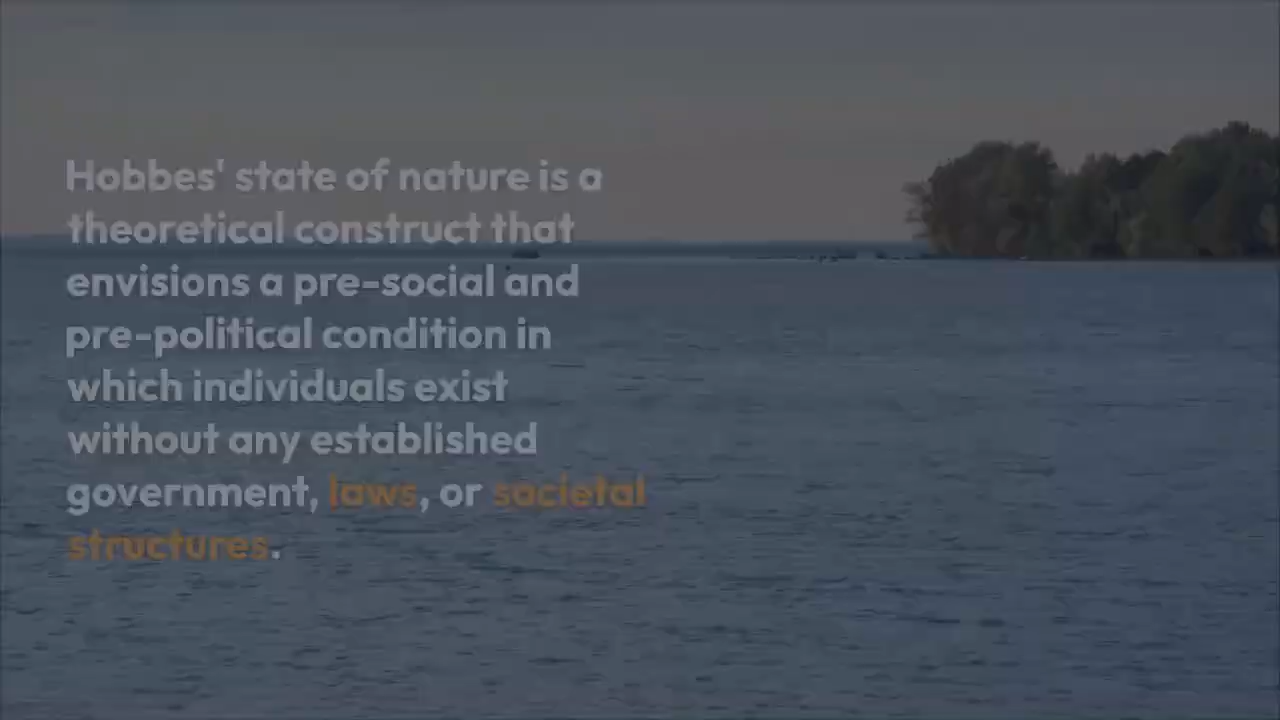 Hobbes' state of nature is a
theoretical construct that
envisions a pre-social and
pre-political condition in
which individuals exist
without any established
government, laws, or societal
structures.